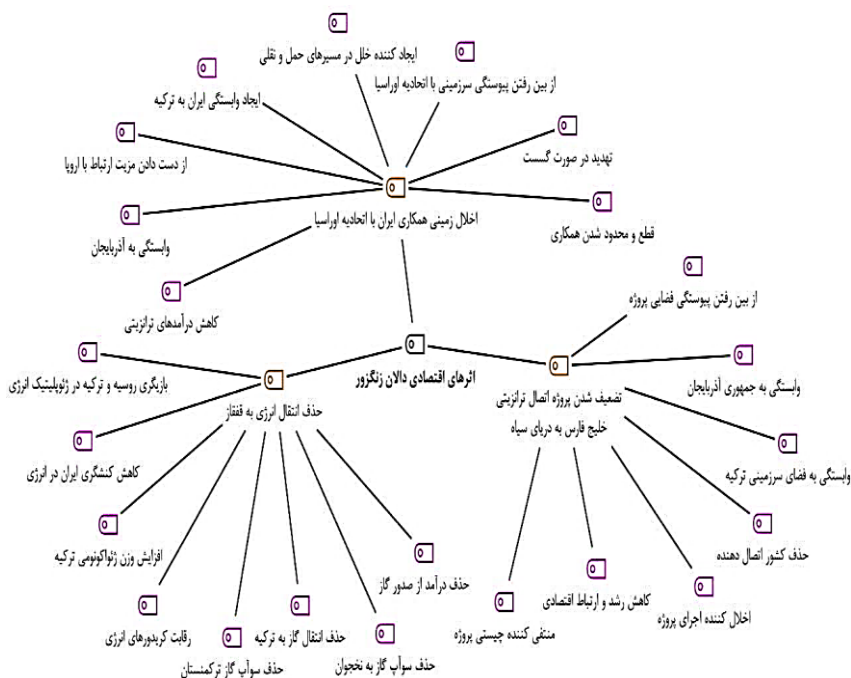 ایجاد کننده خلل در مسیرهای حمل و نقلی
از بین رفتن پیوستگی سرزمینی با اتحادیه اوراسیا
ایجاد وابستگی ایران به ترکیه
تهدید در صورت گسست
از دست دادن مزیت ارتباط با اروپا
اخلال زمینی همکاری ایران با اتحادیه اوراسیا
قطع و محدود شدن همکاری
وابستگی به آذربایجان
از بین رفتن پیوستگی فضایی پروژه
کاهش درآمدهای ترانزیتی
اثرهای اقتصادی دالان زنگزور
بازیگری روسیه و ترکیه در ژئوپلیتیک انرژی
وابستگی به جمهوری آذربایجان
تضعیف شدن پروژه اتصال ترانزیتی
خلیج فارس به دریای سیاه
حذف انتقال انرژی به قفقاز
کاهش کنشگری ایران در انرژی
وابستگی به فضای سرزمینی ترکیه
افزایش وزن ژئواکونومی ترکیه
حذف کشور اتصال دهنده
حذف درآمد از صدور گاز
کاهش رشد و ارتباط اقتصادی
اخلال کننده اجرای پروژه
منتفی کننده چیستی پروژه
رقابت کریدورهای انرژی
حذف انتقال گاز به ترکیه
حذف سوآپ گاز ترکمنستان
حذف سوآپ گاز به نخجوان